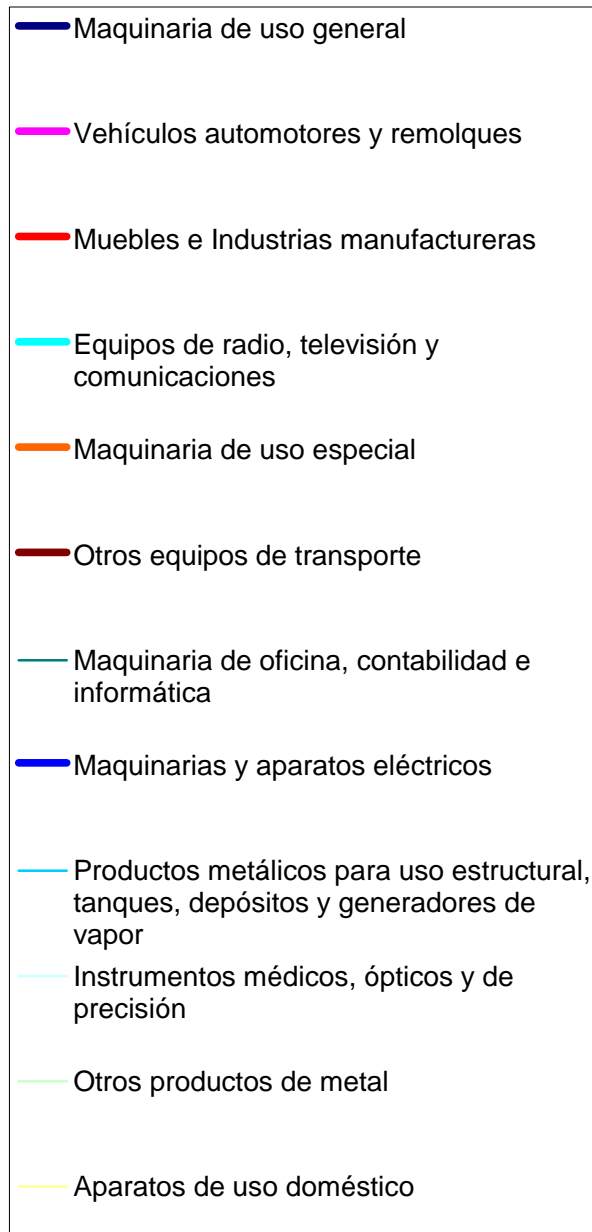 Maquinaria de uso general
Vehículos automotores y remolques
Muebles e Industrias manufactureras
Equipos de radio, televisión y
comunicaciones
Maquinaria de uso especial
Otros equipos de transporte
Maquinaria de oficina, contabilidad e
informática
Maquinarias y aparatos eléctricos
Productos metálicos para uso estructural,
tanques, depósitos y generadores de
vapor
Instrumentos médicos, ópticos y de
precisión
Otros productos de metal
Aparatos de uso doméstico